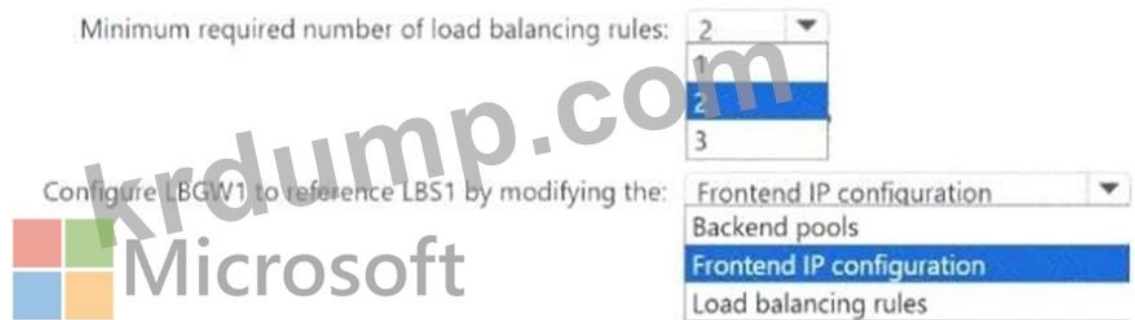 Minimum required number of load balancing rules: 2
1
2
3
Configure LBGW1 to reference LBS1 by modifying the: Frontend IP configuration
Backend pools
Frontend IP configuration
Load balancing rules
krdump.com
Microsoft